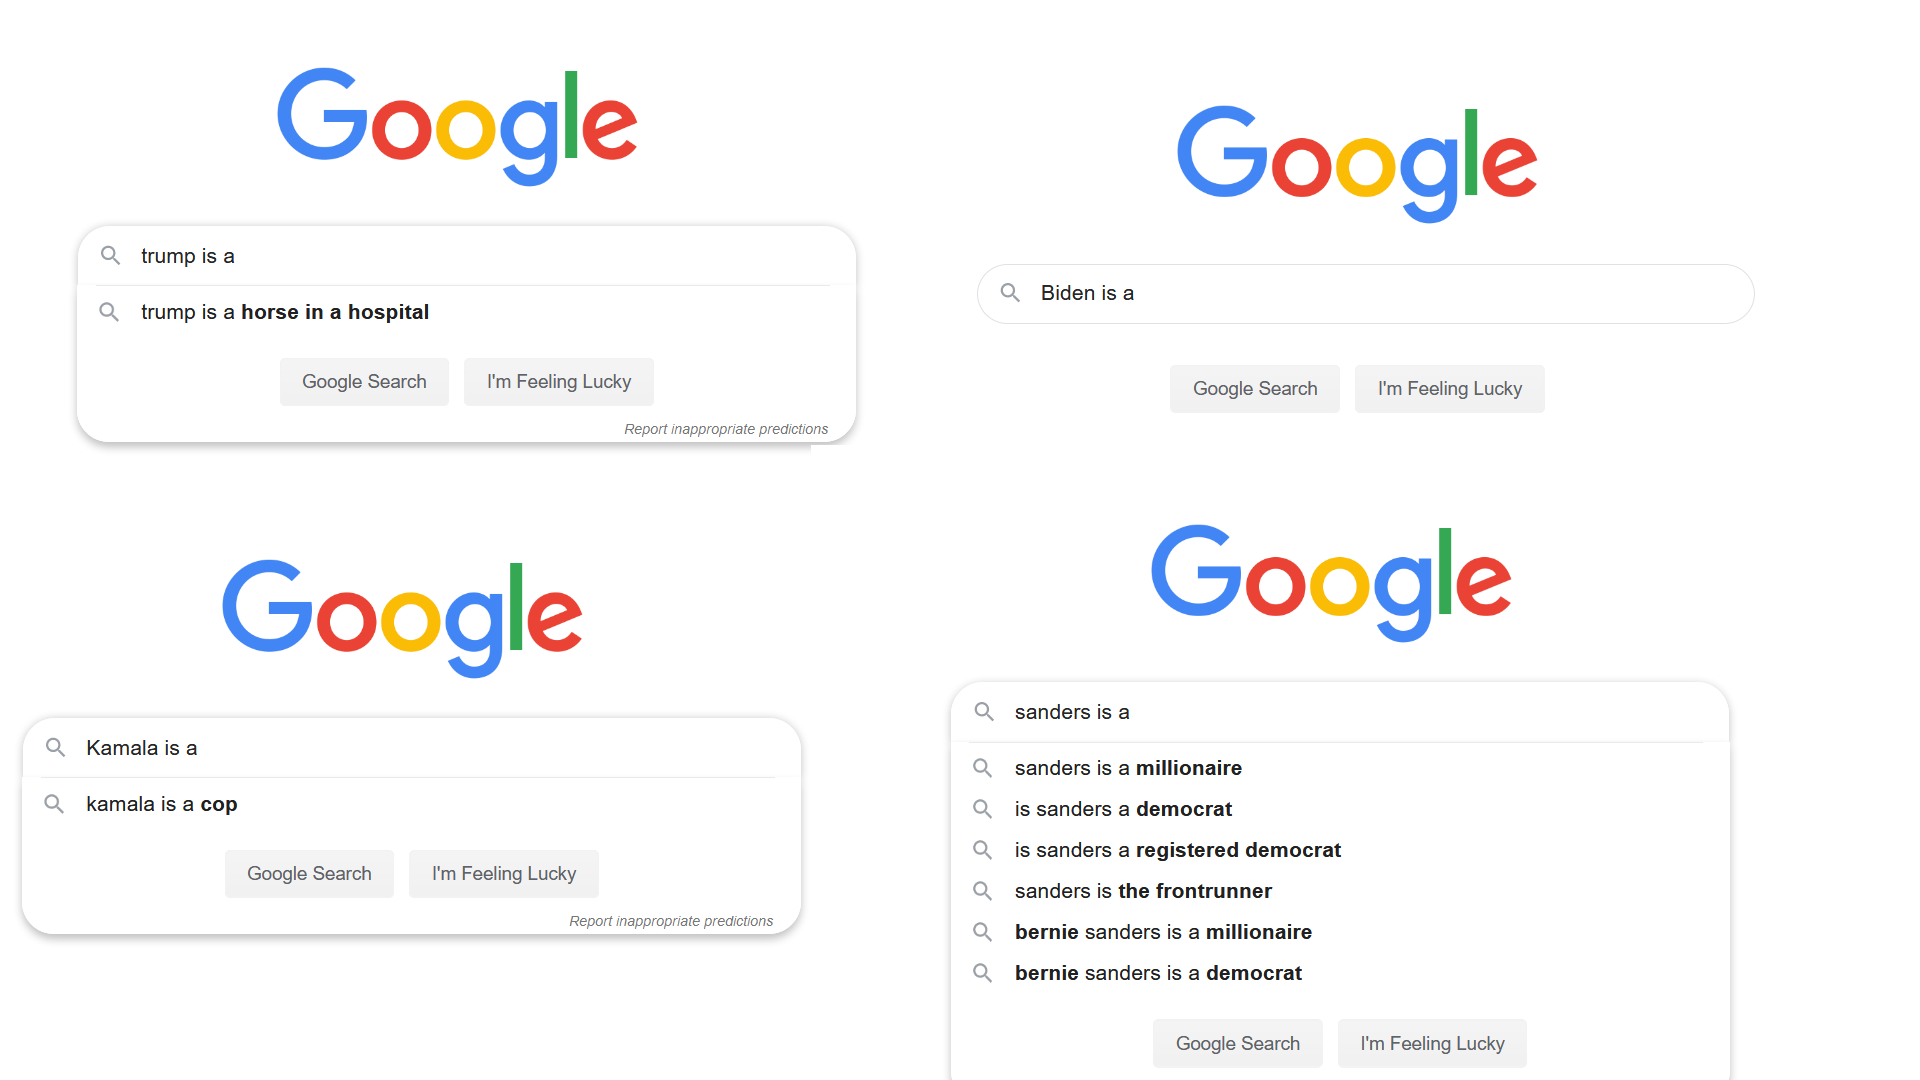 Google
trump is a
trump is a horse in a hospital
Google Search I'm Feeling Lucky
Report inappropriate predictions
Google
Biden is a
Google Search I'm Feeling Lucky
Google
Kamala is a
kamala is a cop
Google Search I'm Feeling Lucky
Report inappropriate predictions
Google
sanders is a
sanders is a millionaire
is sanders a democrat
is sanders a registered democrat
sanders is the frontrunner
bernie sanders is a millionaire
bernie sanders is a democrat
Google Search I'm Feeling Lucky